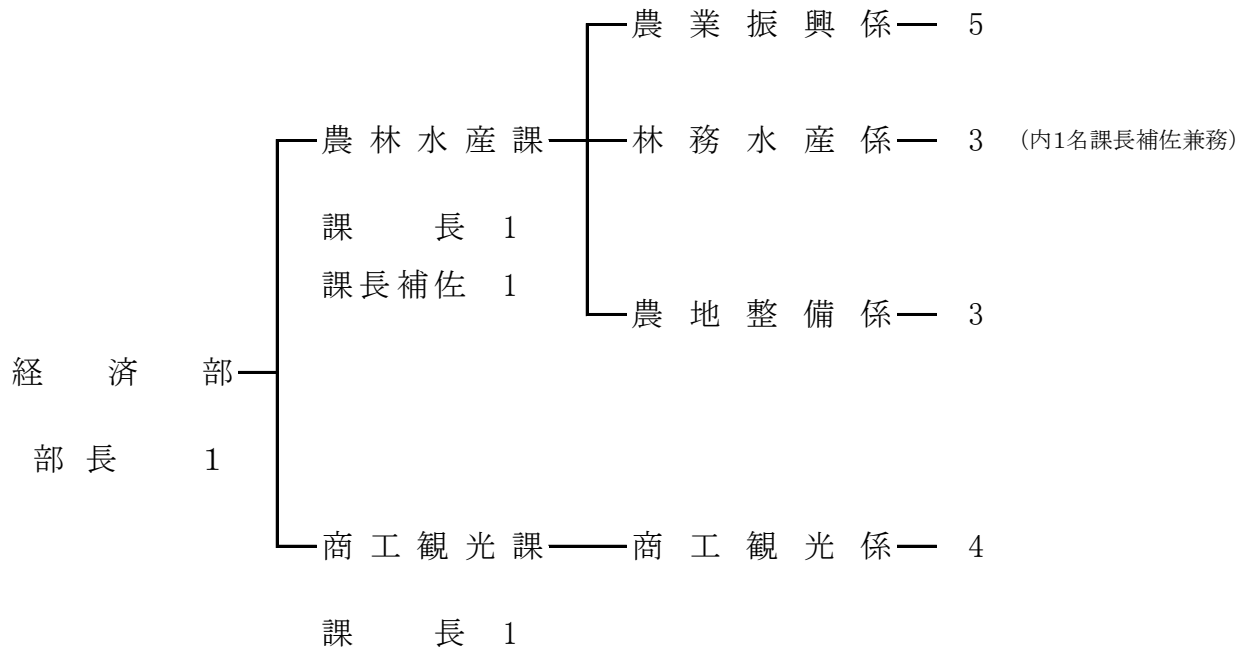 農業振興係 5
農林水産課 林務水産係 3 (内1名課長補佐兼務)
課長 1
課長補佐 1
農地整備係 3
経済部
部長 1
商工観光課 商工観光係 4
課長 1